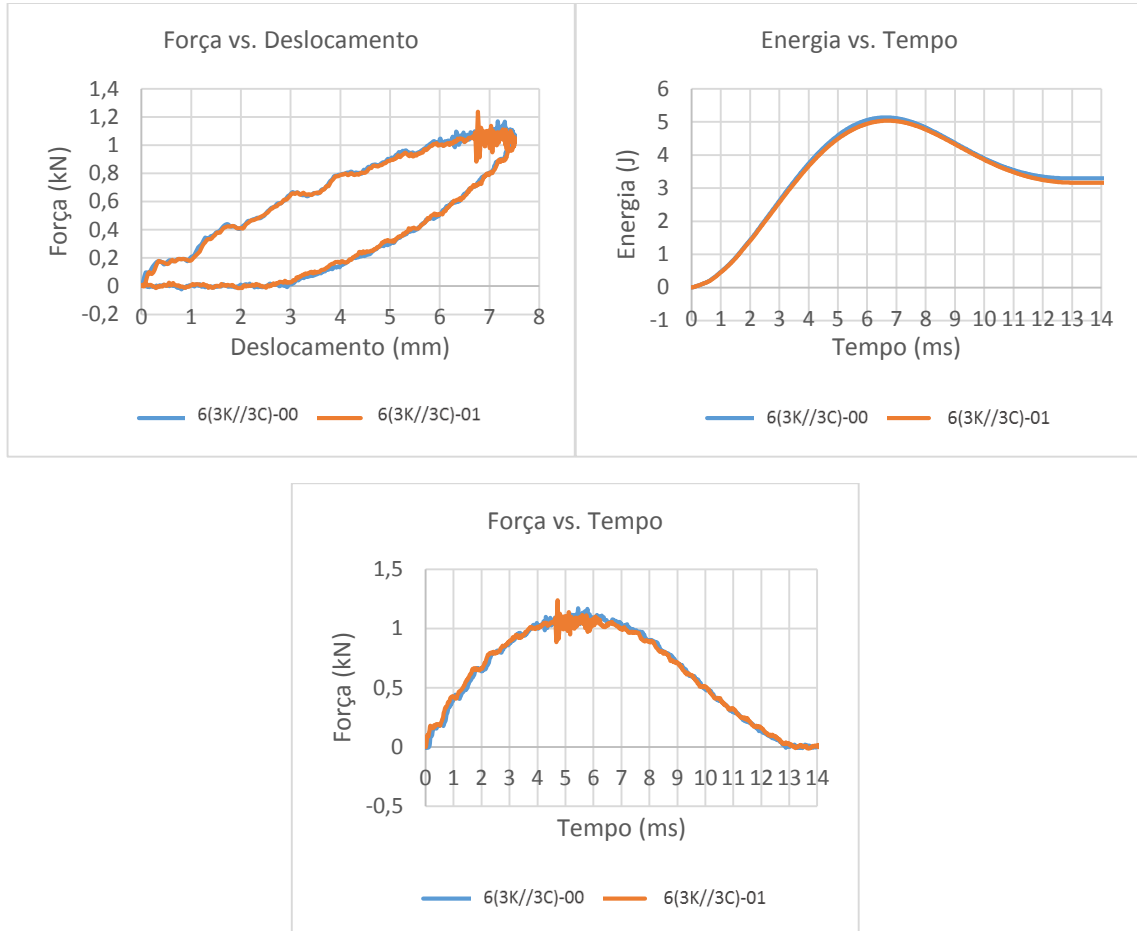 Força vs. Deslocamento
1,4
1,2
1
0,8
0,6
0,4
0,2
0
-0,2
0 1 2 3 4 5 6 7 8
Força (kN)
Deslocamento (mm)
6(3K//3C)-00 6(3K//3C)-01
Energia vs. Tempo
6
5
4
3
2
1
0
-1
0 1 2 3 4 5 6 7 8 9 10 11 12 13 14
Energia (J)
Tempo (ms)
6(3K//3C)-00 6(3K//3C)-01
Força vs. Tempo
1,5
1
0,5
0
-0,5
0 1 2 3 4 5 6 7 8 9 10 11 12 13 14
Força (kN)
Tempo (ms)
6(3K//3C)-00 6(3K//3C)-01